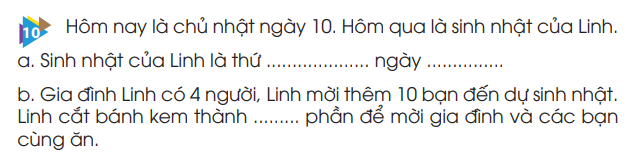 10 Hôm nay là chủ nhật ngày 10. Hôm qua là sinh nhật của Linh.
a. Sinh nhật của Linh là thứ .................... ngày ...............
b. Gia đình Linh có 4 người, Linh mời thêm 10 bạn đến dự sinh nhật.
Linh cắt bánh kem thành ......... phần để mời gia đình và các bạn
cùng ăn.